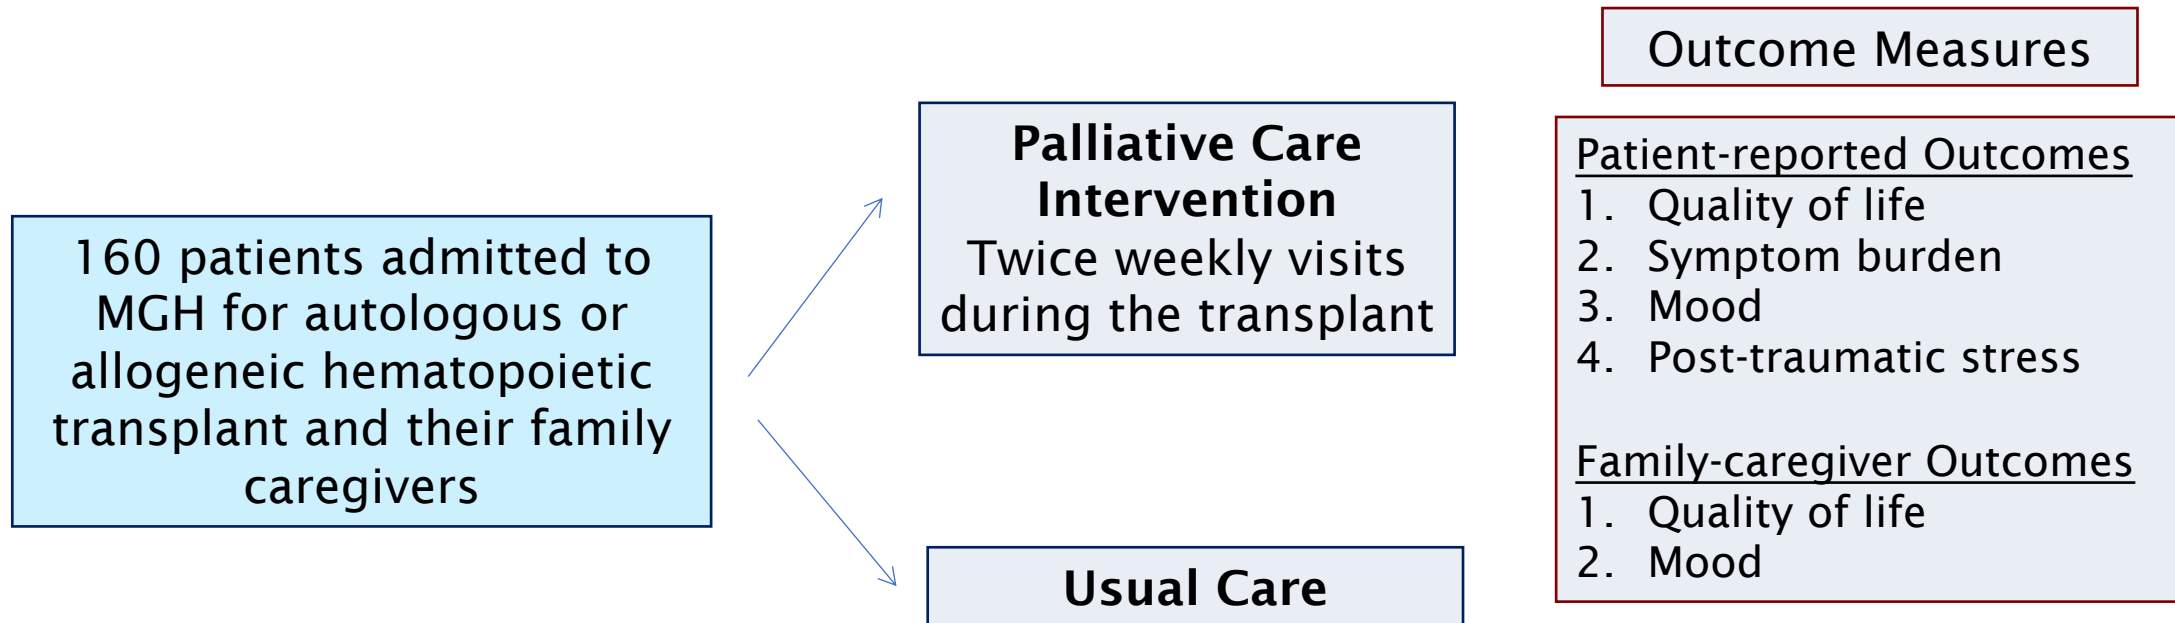 160 patients admitted to
MGH for autologous or
allogeneic hematopoietic
transplant and their family
caregivers
Palliative Care
Intervention
Twice weekly visits
during the transplant
Usual Care
Outcome Measures
Patient-reported Outcomes
1. Quality of life
2. Symptom burden
3. Mood
4. Post-traumatic stress
Family-caregiver Outcomes
1. Quality of life
2. Mood